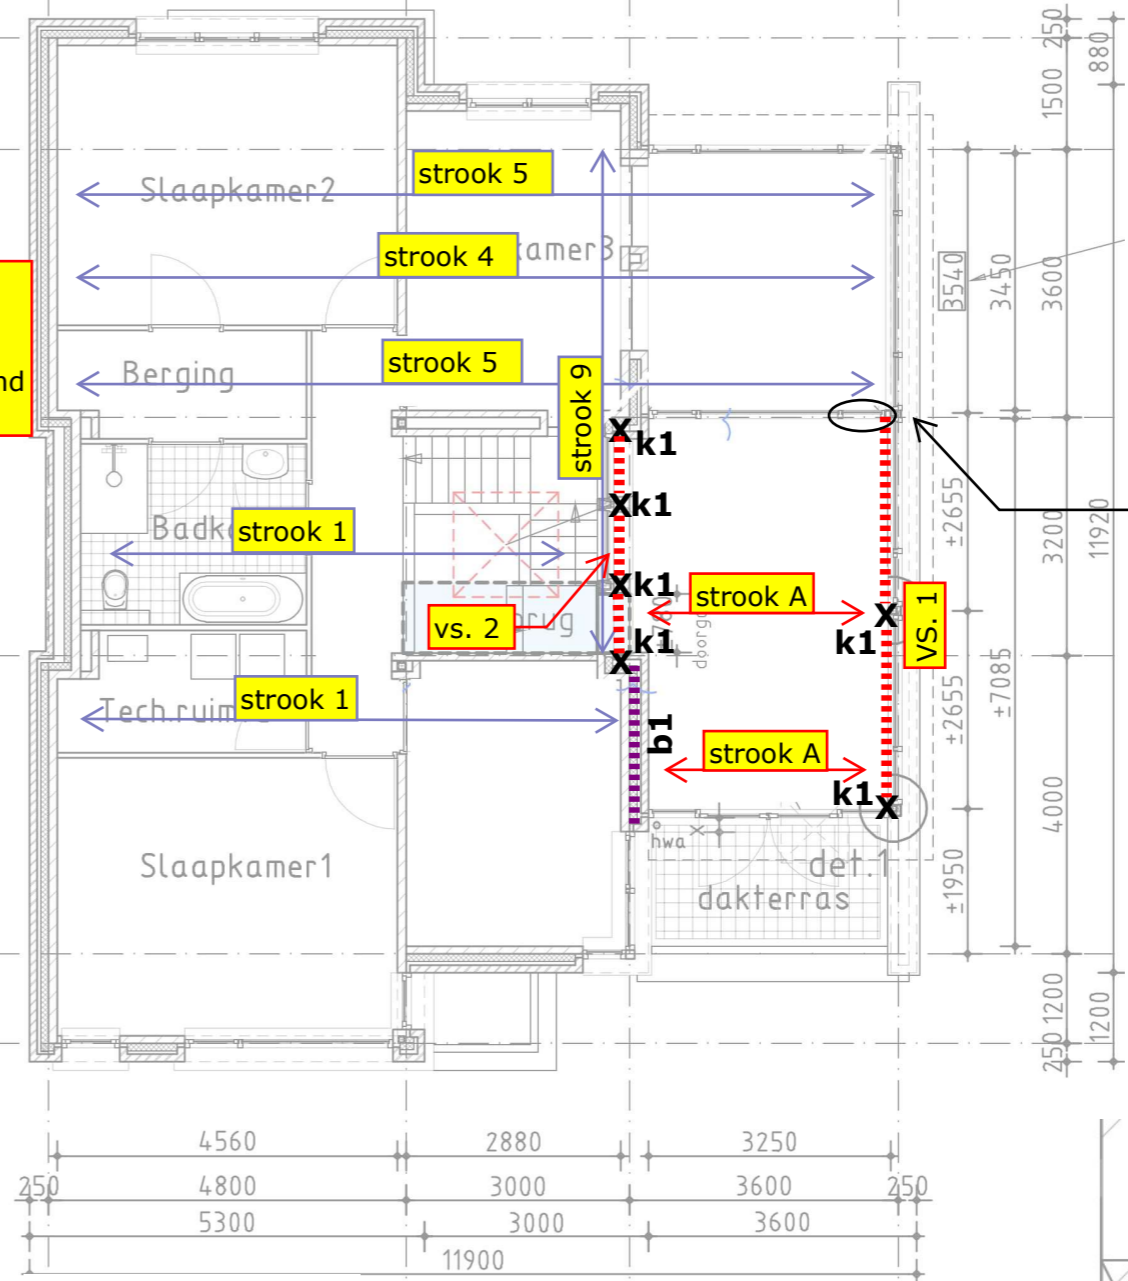 250
880
1500
strook 5
Slaapkamer2
strook 4
kamer3
3540
3450
3600
nd
strook 5
Berging
strook 9
k1
k1
±2655
3200
11920
Badk
strook 1
k1
strook A
vs. 2
brug
k1
780
doorg
k1
VS. 1
strook 1
Tech.ruim
±2655
±7085
b1
strook A
k1
4000
hwa
det.1
Slaapkamer1
dakterras
±1950
1200
1200
250
4560
2880
3250
250
4800
3000
3600
250
5300
3000
3600
11900